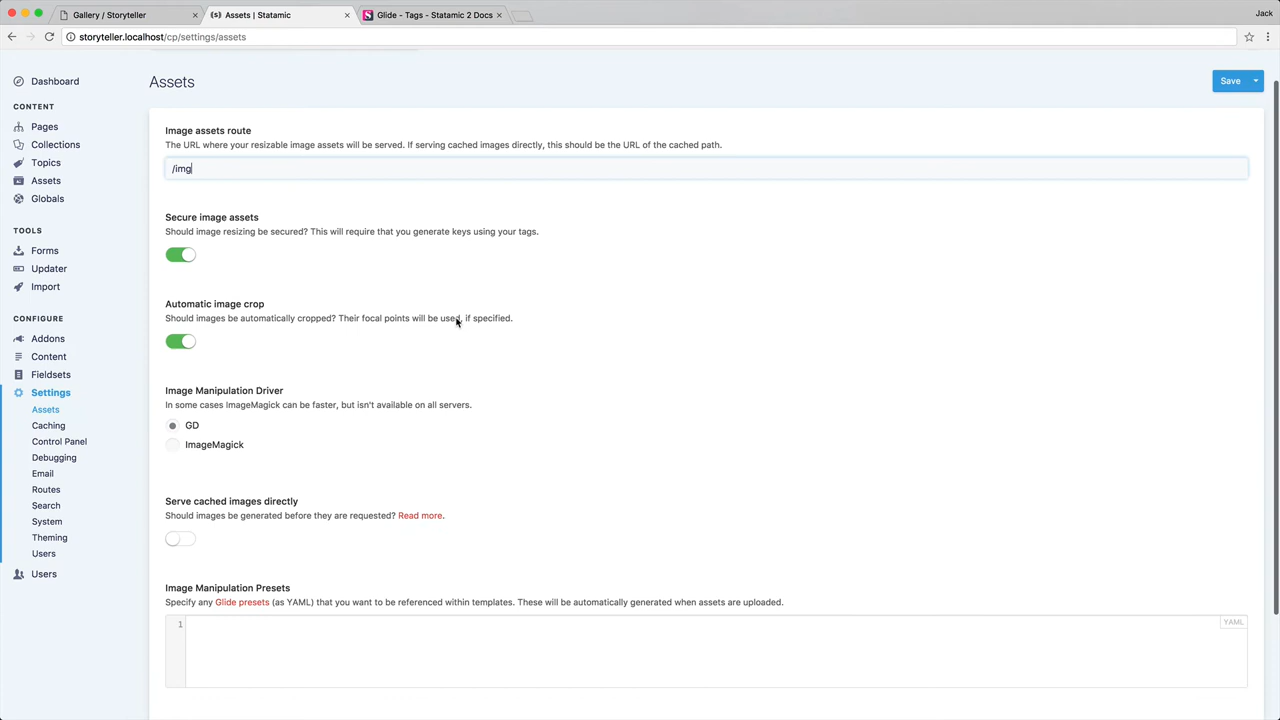 Gallery / Storyteller
Assets | Statamic
Glide - Tags - Statamic 2 Docs
Jack
storyteller.localhost/cp/settings/assets
Dashboard
CONTENT
Pages
Collections
Topics
Assets
Globals
TOOLS
Forms
Updater
Import
CONFIGURE
Addons
Content
Fieldsets
Settings
Assets
Caching
Control Panel
Debugging
Email
Routes
Search
System
Theming
Users
Users
Assets
Save
Image assets route
The URL where your resizable image assets will be served. If serving cached images directly, this should be the URL of the cached path.
/img
Secure image assets
Should image resizing be secured? This will require that you generate keys using your tags.
Automatic image crop
Should images be automatically cropped? Their focal points will be used, if specified.
Image Manipulation Driver
In some cases ImageMagick can be faster, but isn't available on all servers.
GD
ImageMagick
Serve cached images directly
Should images be generated before they are requested? Read more.
Image Manipulation Presets
Specify any Glide presets (as YAML) that you want to be referenced within templates. These will be automatically generated when assets are uploaded.
1
YAML